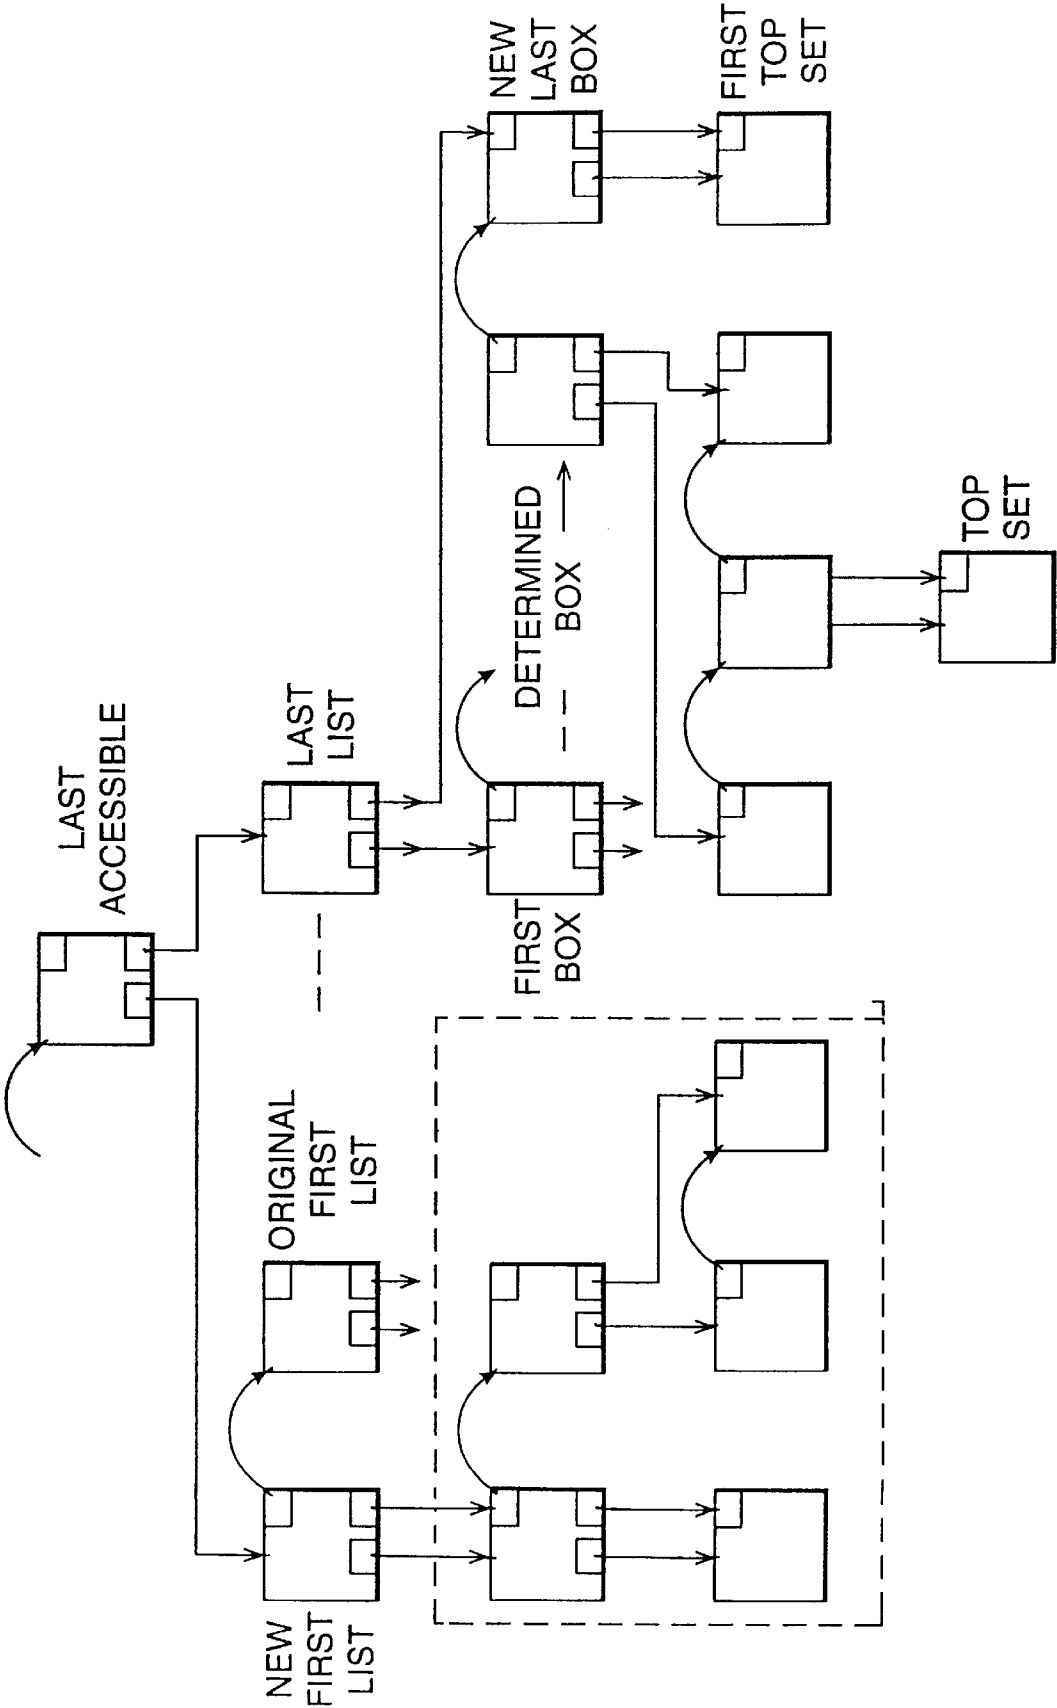 LAST
ACCESSIBLE
NEW
FIRST
LIST
ORIGINAL
FIRST
LIST
LAST
LIST
FIRST
BOX
DETERMINED
BOX
NEW
LAST
BOX
FIRST
TOP
SET
TOP
SET